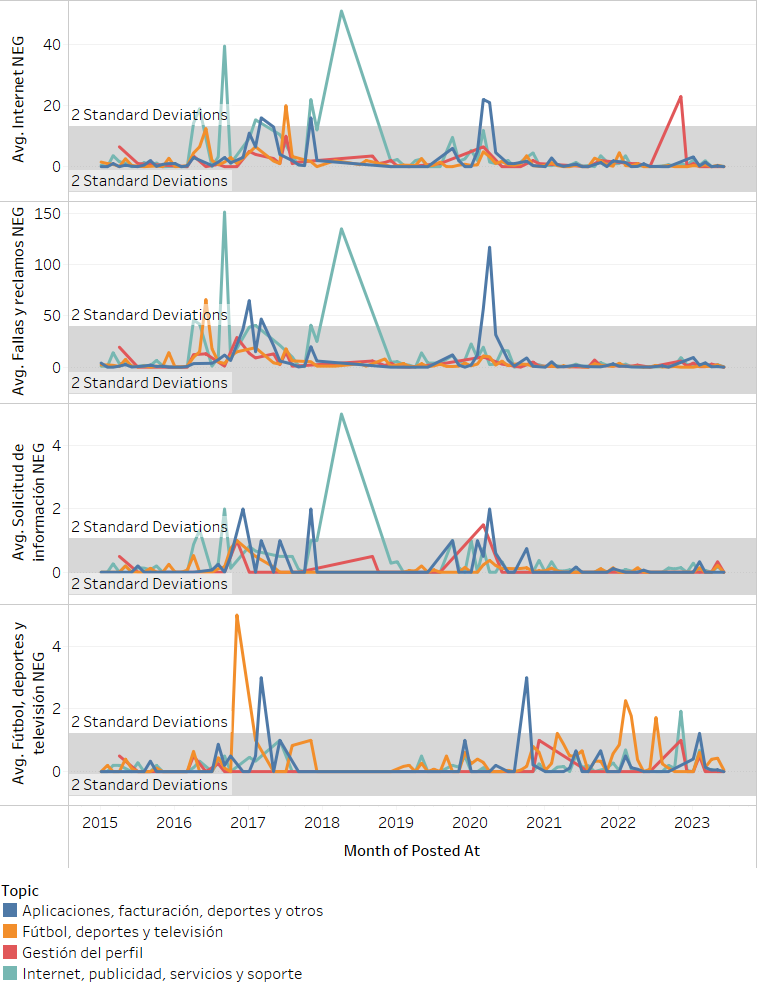 Avg. Internet NEG
40
20
0
2 Standard Deviations
2 Standard Deviations
Avg. Fallas y reclamos NEG
150
100
50
0
2 Standard Deviations
2 Standard Deviations
Avg. Solicitud de
información NEG
4
2
0
2 Standard Deviations
2 Standard Deviations
Avg. Fútbol, deportes y
televisión NEG
4
2
0
2 Standard Deviations
2 Standard Deviations
2015 2016 2017 2018 2019 2020 2021 2022 2023
Month of Posted At
Topic
Aplicaciones, facturación, deportes y otros
Fútbol, deportes y televisión
Gestión del perfil
Internet, publicidad, servicios y soporte